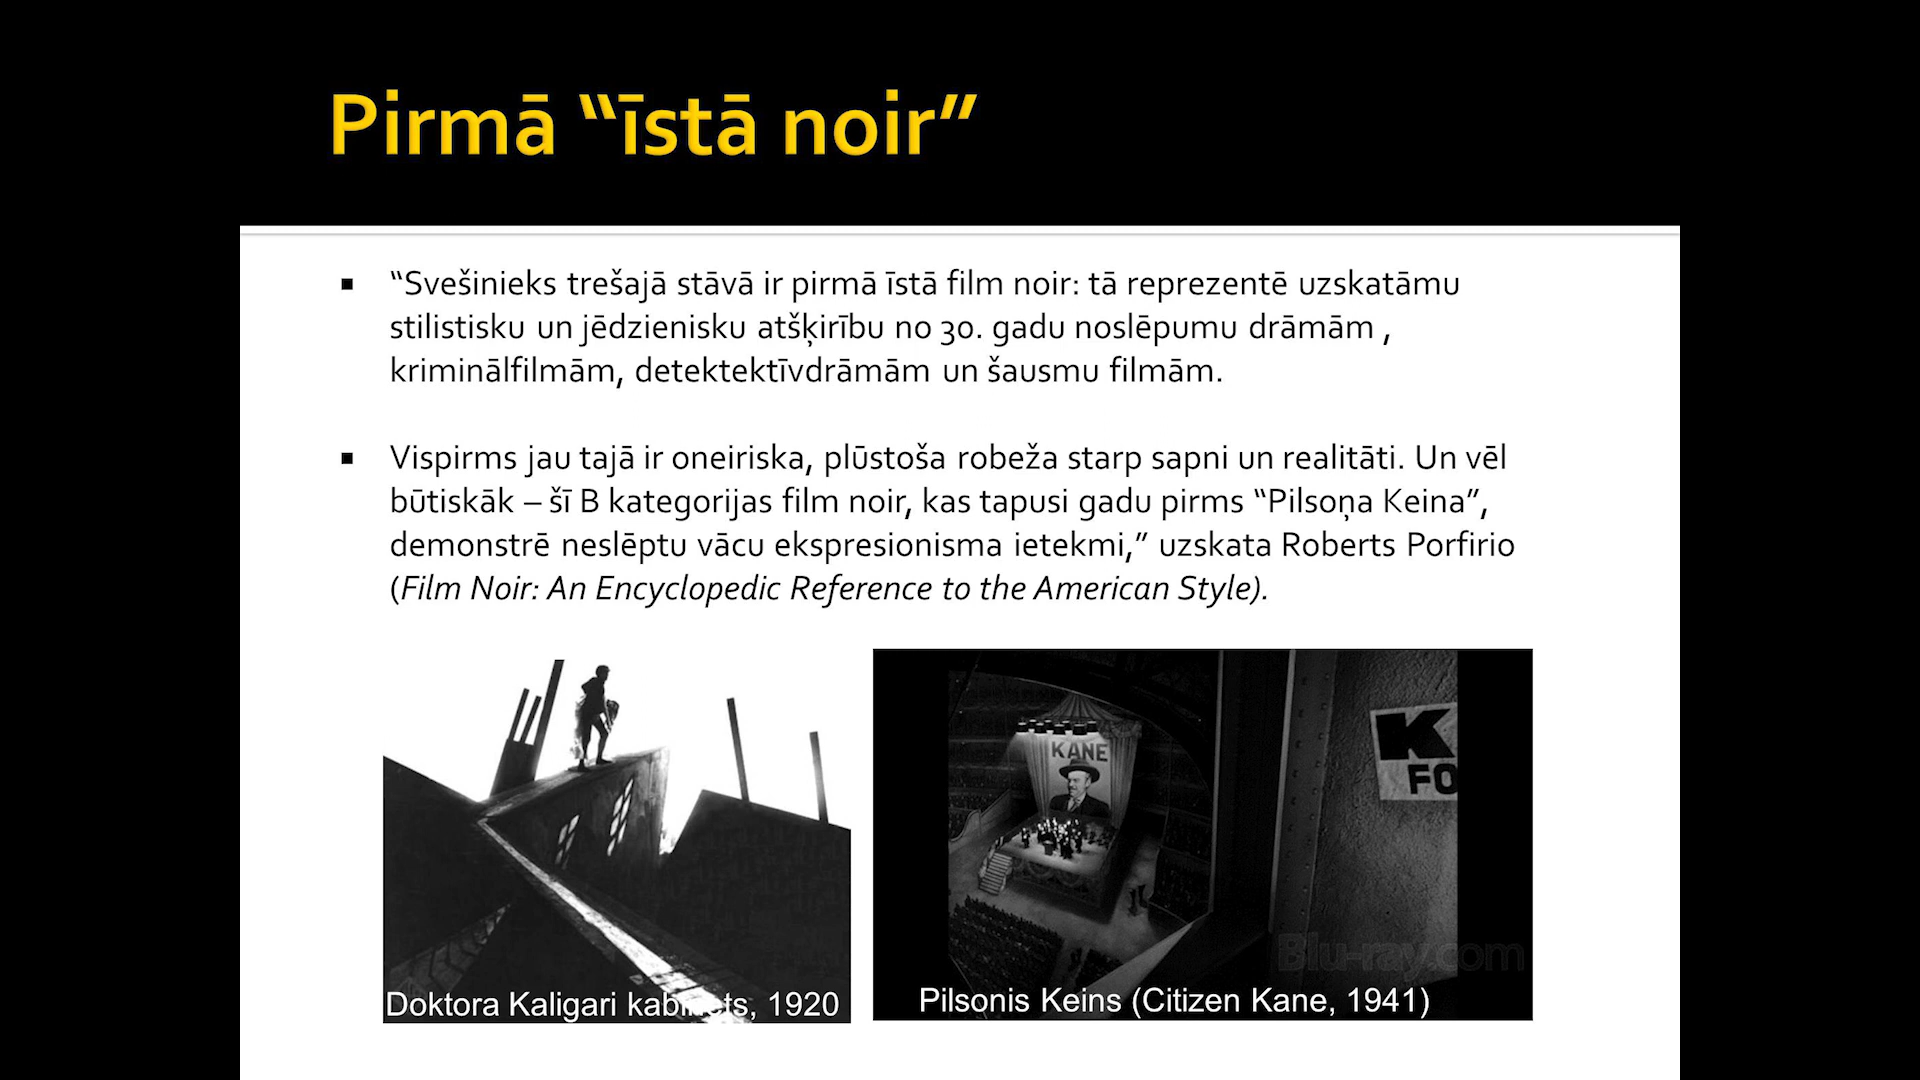 Pirmā “īstā noir”
“Svešinieks trešajā stāvā ir pirmā īstā film noir: tā reprezentē uzskatāmu
stilistisku un jēdzienisku atšķirību no 30. gadu noslēpumu drāmām ,
kriminālfilmām, detektektīvdrāmām un šausmu filmām.
Vispirms jau tajā ir oneiriska, plūstoša robeža starp sapni un realitāti. Un vēl
būtiskāk – šī B kategorijas film noir, kas tapusi gadu pirms “Pilsoņa Keina”,
demonstrē neslēptu vācu ekspresionisma ietekmi,” uzskata Roberts Porfirio
(Film Noir: An Encyclopedic Reference to the American Style).
KANE
K
FO
Blu-ray.com
Doktora Kaligari kabinets, 1920
Pilsonis Keins (Citizen Kane, 1941)